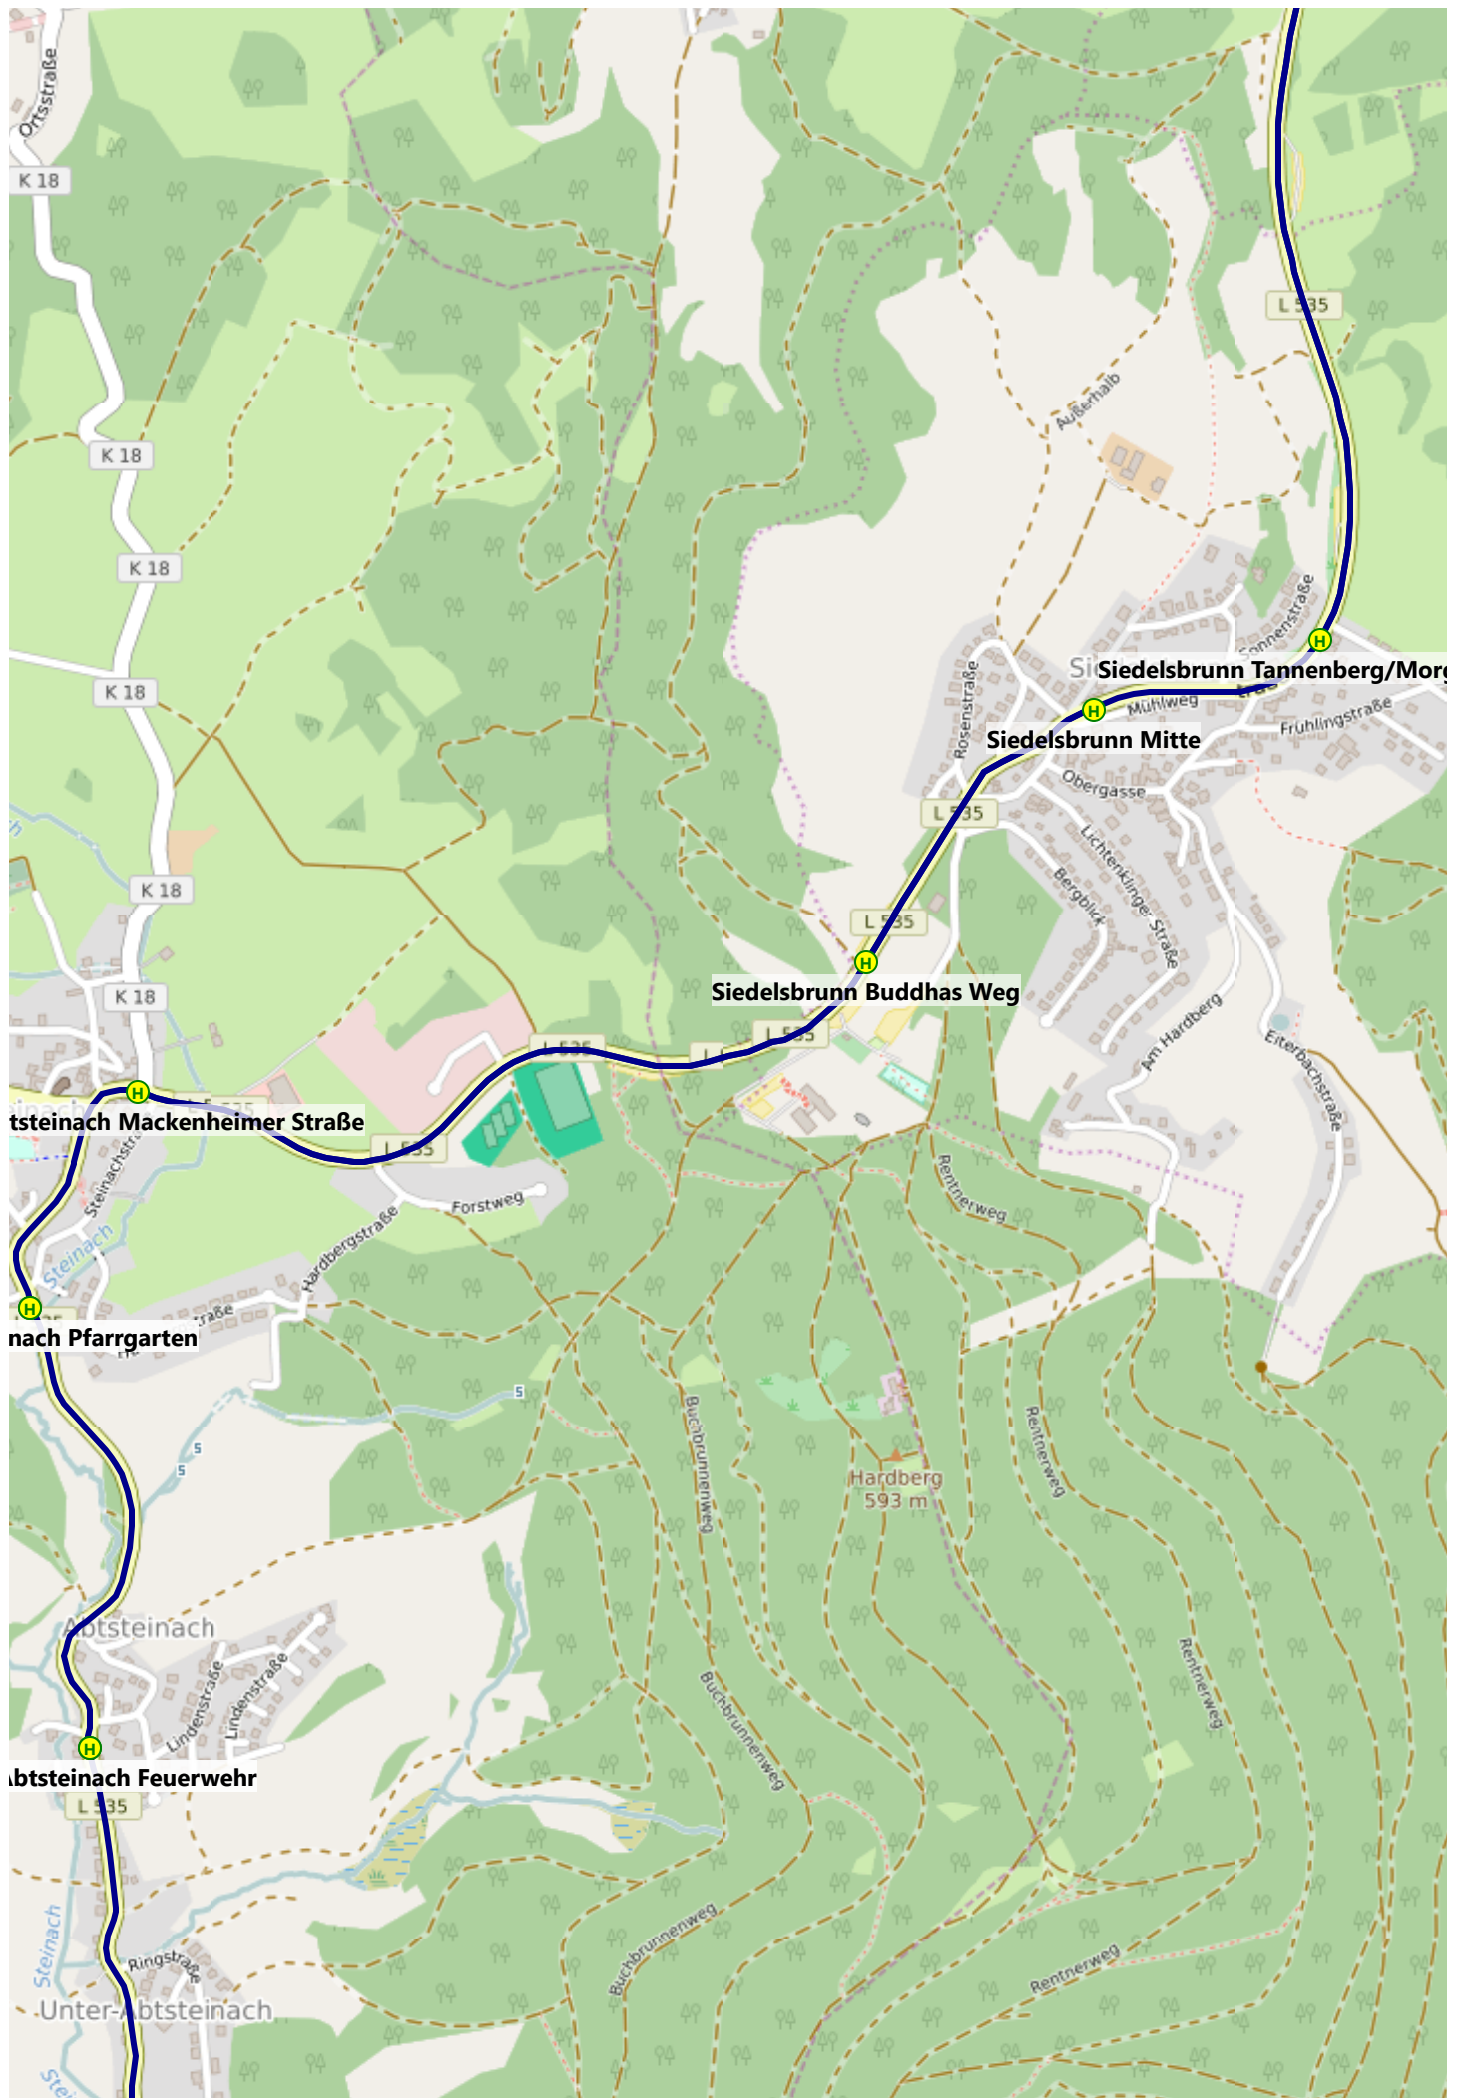 Ortsstraße
K 18
L 535
Außerhalb
K 18
K 18
Sonnenstraße
Siedelsbrunn Tannenberg/Morg
K 18
Rosenstraße
Mühlweg
Frühlingstraße
Siedelsbrunn Mitte
Obergasse
L 535
Lichtenklinger Straße
K 18
Bergblick
L 535
Siedelsbrunn Buddhas Weg
K 18
Am Hardberg
Eiterbachstraße
L 535
L 535
tsteinach Mackenheimer Straße
L 535
Steinachstra
Forstweg
Rentnerweg
Hardbergstraße
Steinach
nach Pfarrgarten
Buchbrunnenweg
Rentnerweg
Hardberg
593 m
Abtsteinach
Lindenstraße
Lindenstraße
Rentnerweg
Buchbrunnenweg
Abtsteinach Feuerwehr
L 535
Buchbrunnenweg
Steinach
Ringstraße
Rentnerweg
Unter-Abtsteinach
Stei